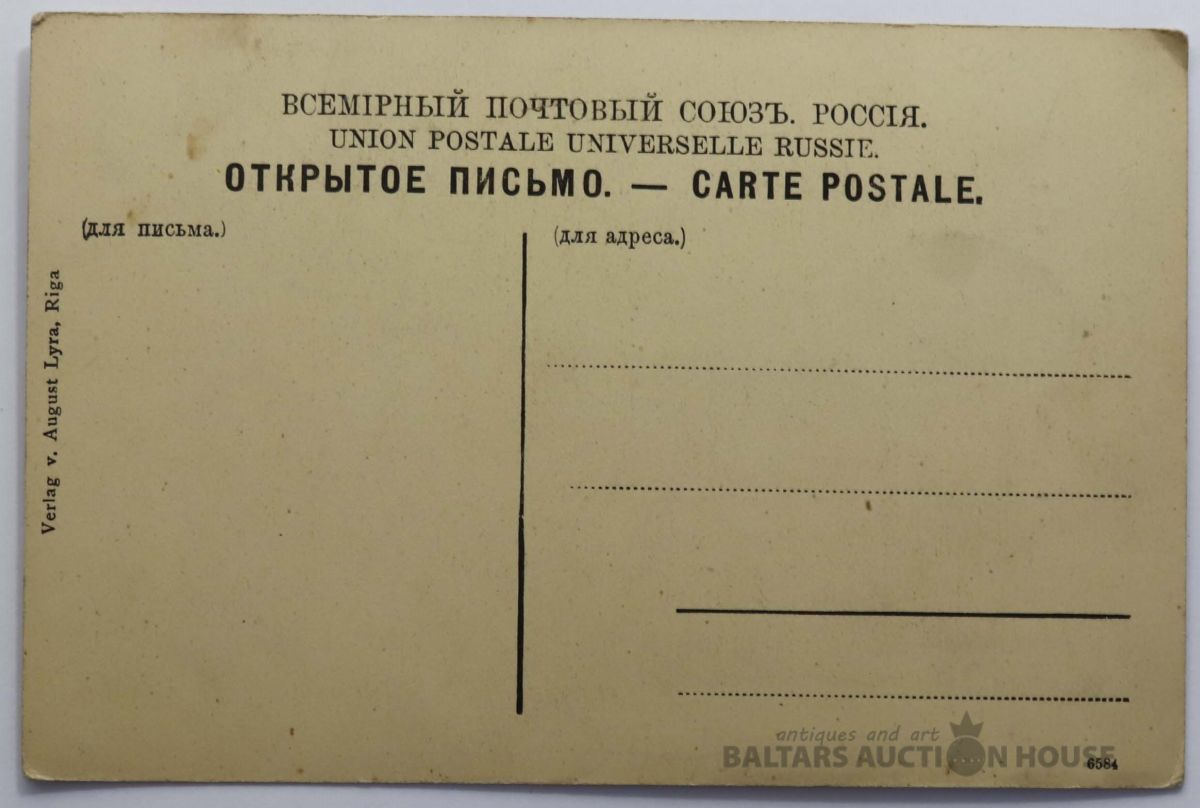 ВСЕМІРНЫЙ ПОЧТОВЫЙ СОЮЗЪ. РОССІЯ.
UNION POSTALE UNIVERSELLE RUSSIE.
ОТКРЫТОЕ ПИСЬМО. — CARTE POSTALE.
(для письма.)
(для адреса.)
Verlag v. August Lyra, Riga
antiques and art
BALTARS AUCTION HOUSE
6584